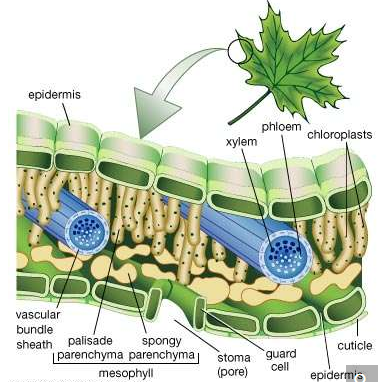 epidermis
phloem
chloroplasts
xylem
vascular
bundle
sheath
palisade
parenchyma
spongy
parenchyma
mesophyll
stoma
(pore)
guard
cell
cuticle
epidermis